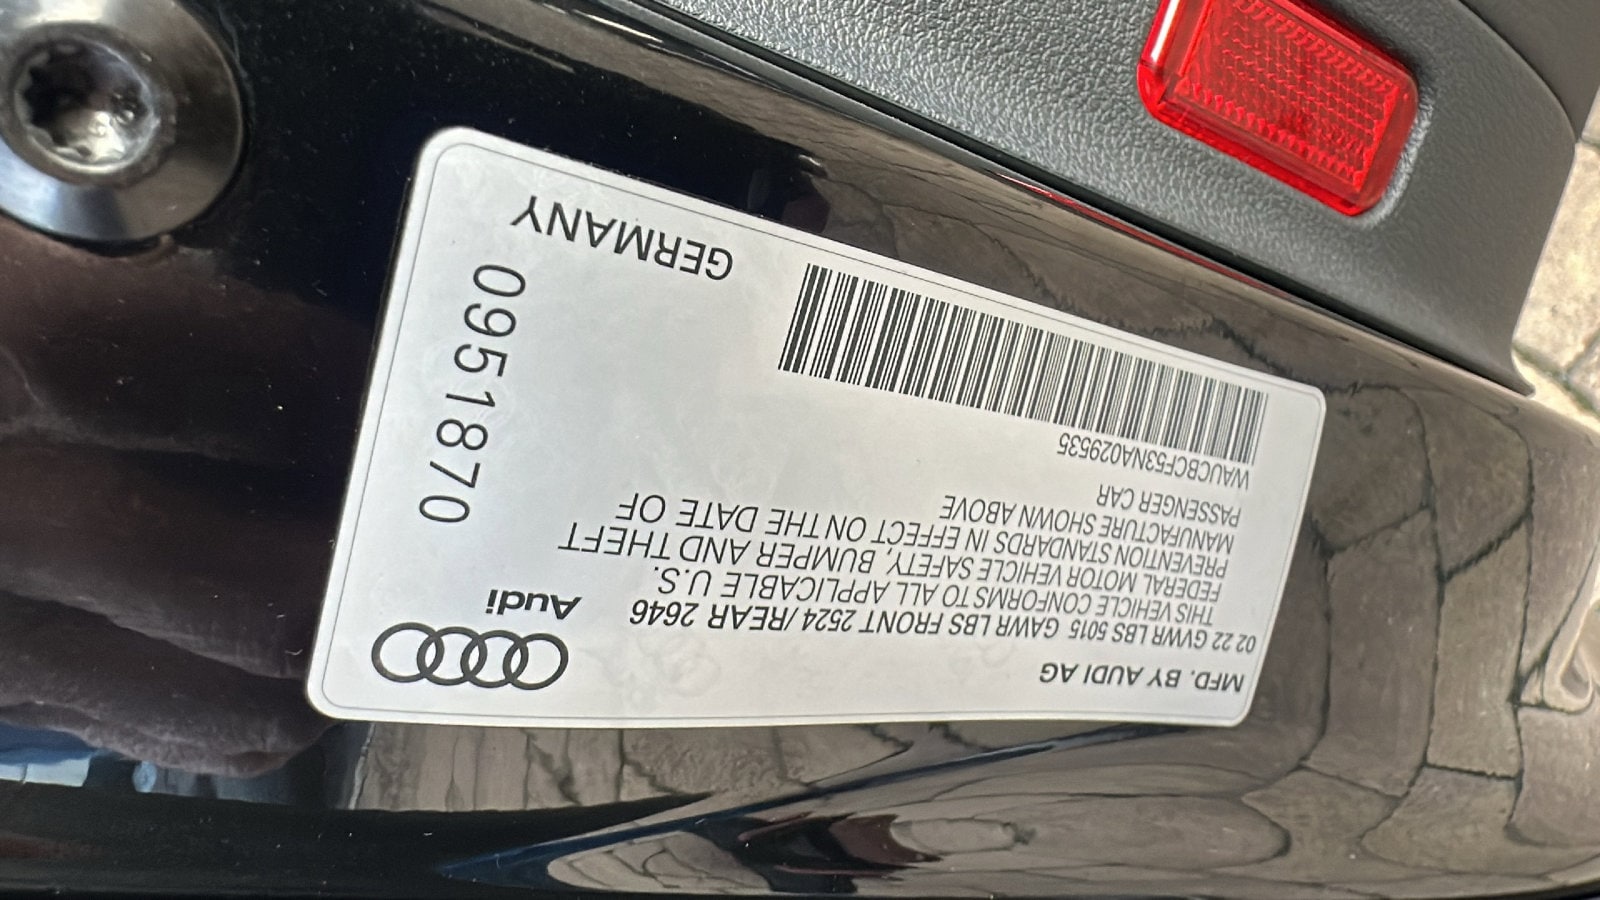 MFD. BY AUDI AG
Audi
02 22 GVWR LBS 5015 GAWR LBS FRONT 2524 / REAR 2646
THIS VEHICLE CONFORMS TO ALL APPLICABLE U.S.
FEDERAL MOTOR VEHICLE SAFETY, BUMPER AND THEFT
PREVENTION STANDARDS IN EFFECT ON THE DATE OF
MANUFACTURE SHOWN ABOVE
PASSENGER CAR
WAUCBCF53NA029535
GERMANY
0951870